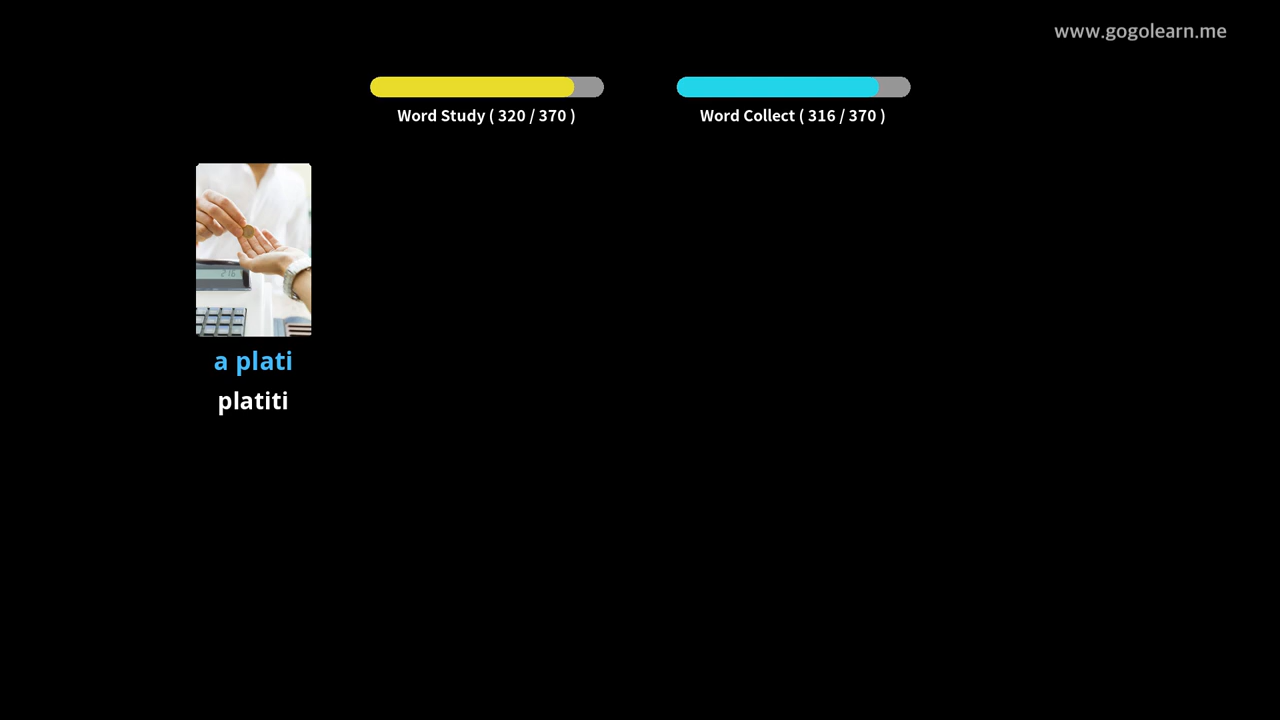 www.gogolearn.me
Word Study ( 320 / 370 )
Word Collect ( 316 / 370 )
a plati
platiti